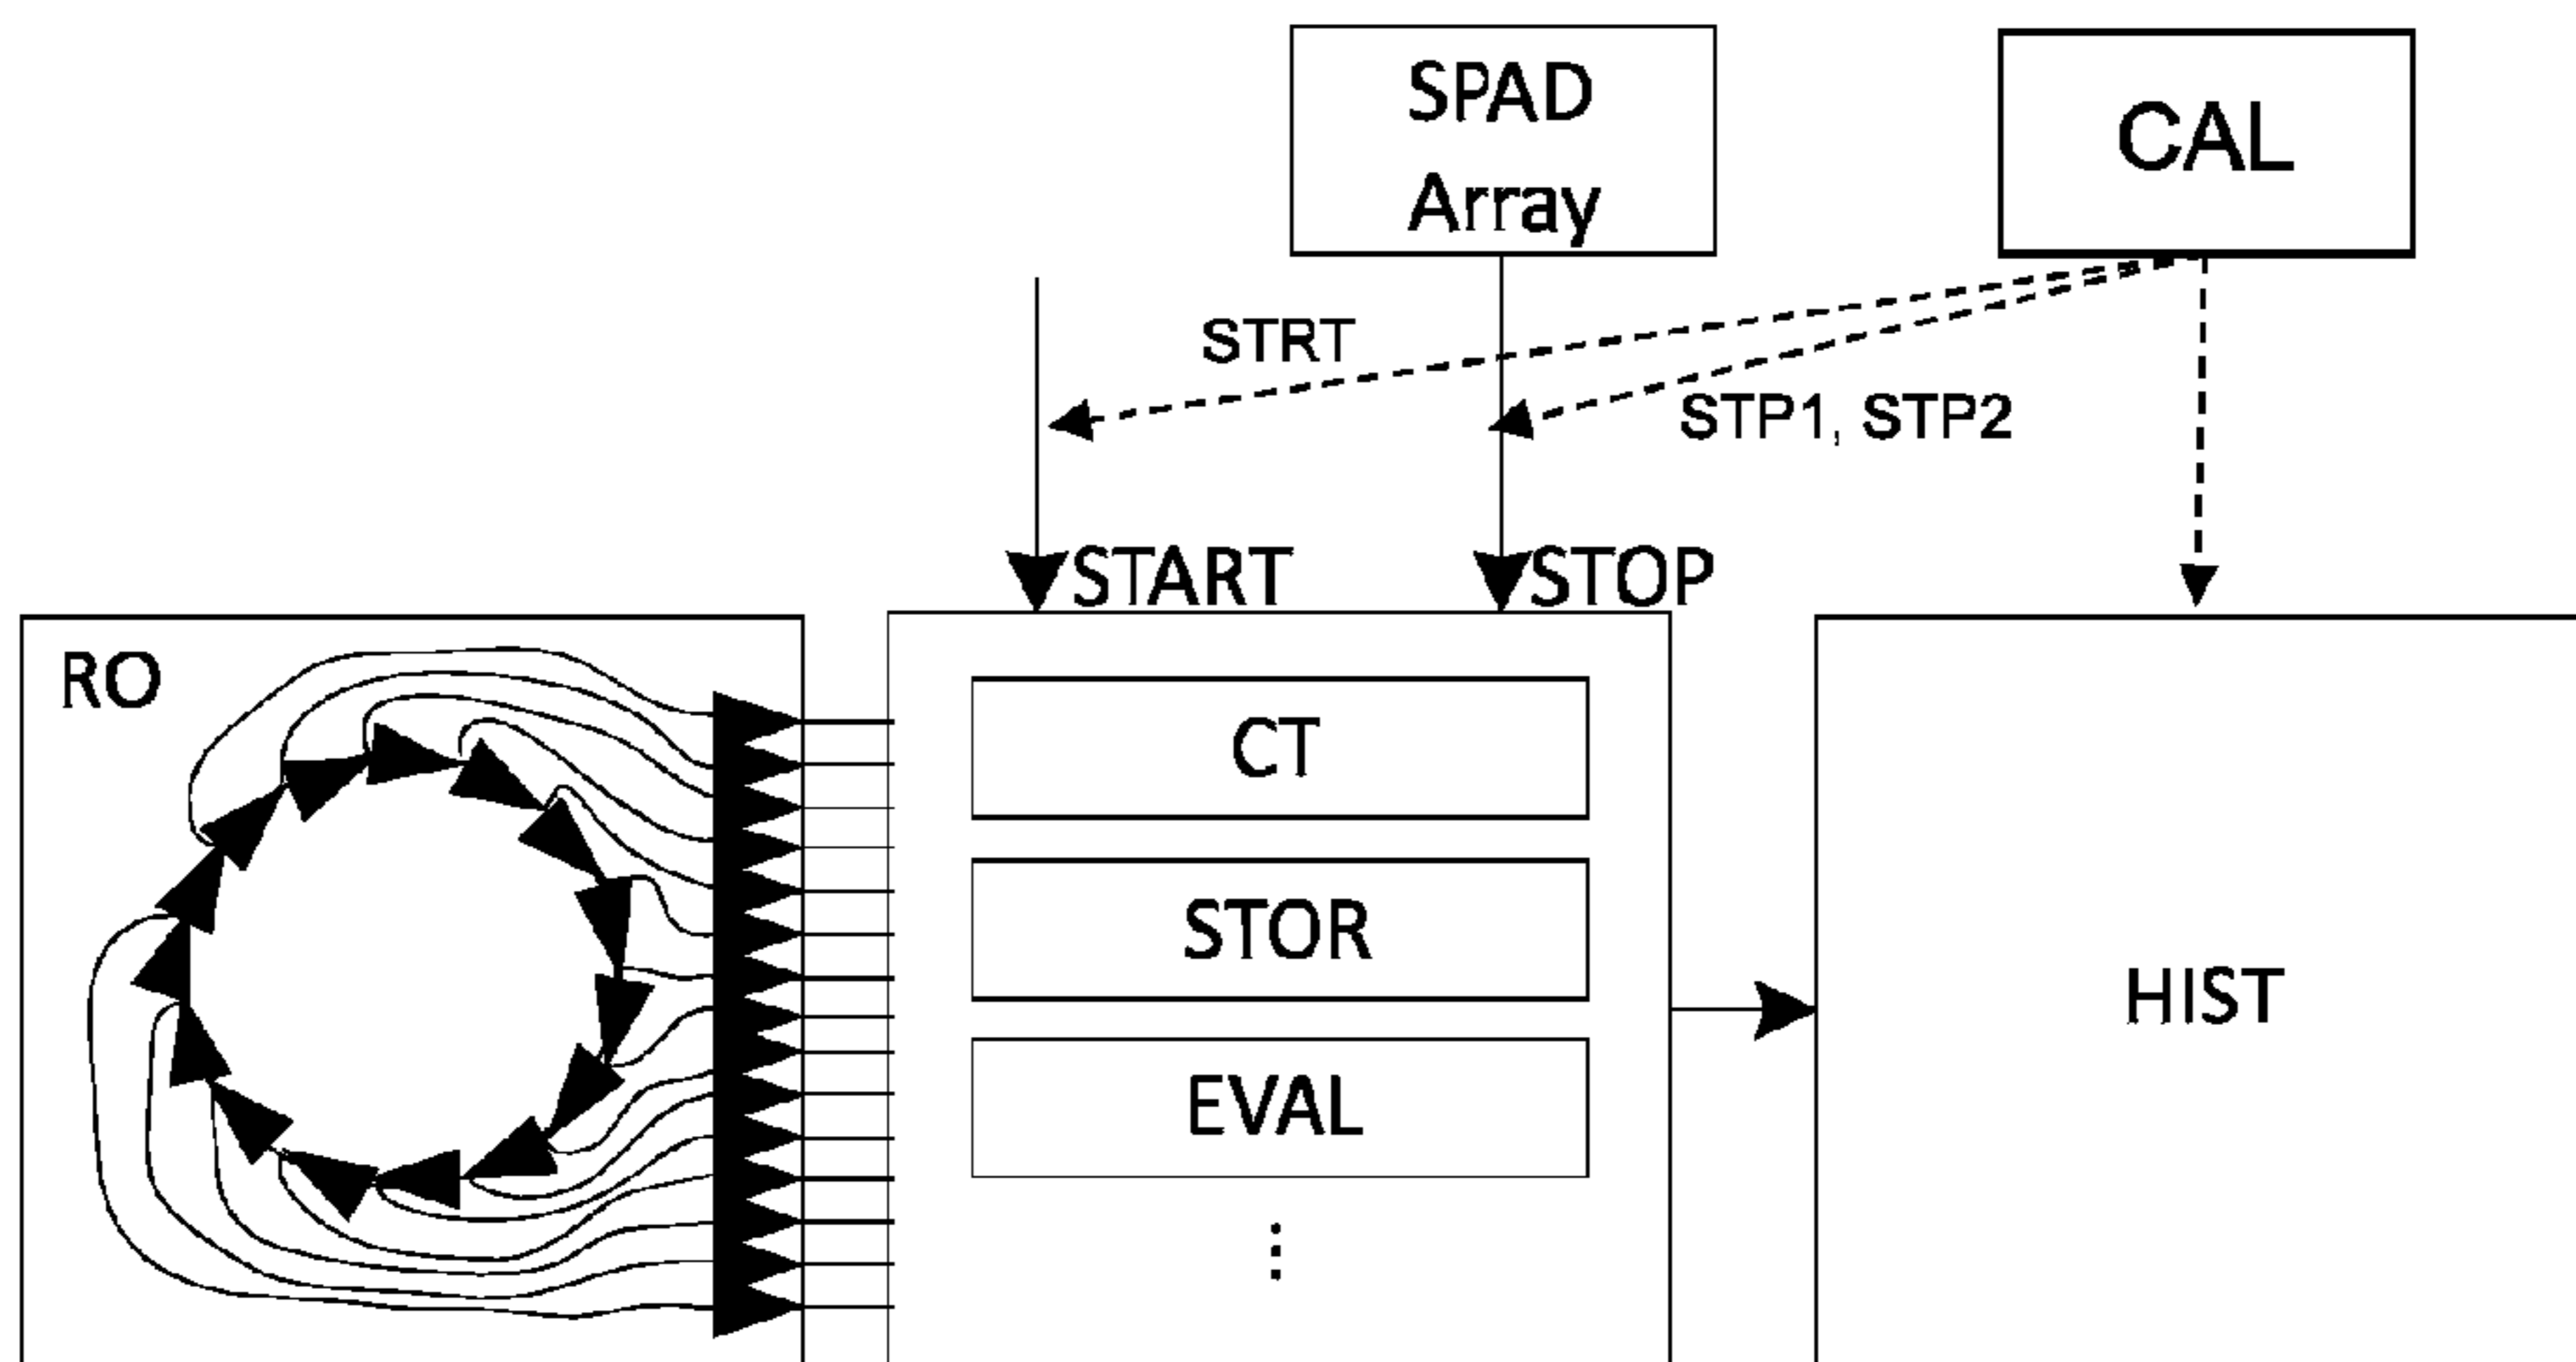 SPAD
Array
CAL
STRT
STP1, STP2
START
STOP
RO
CT
STOR
EVAL
⋮
HIST